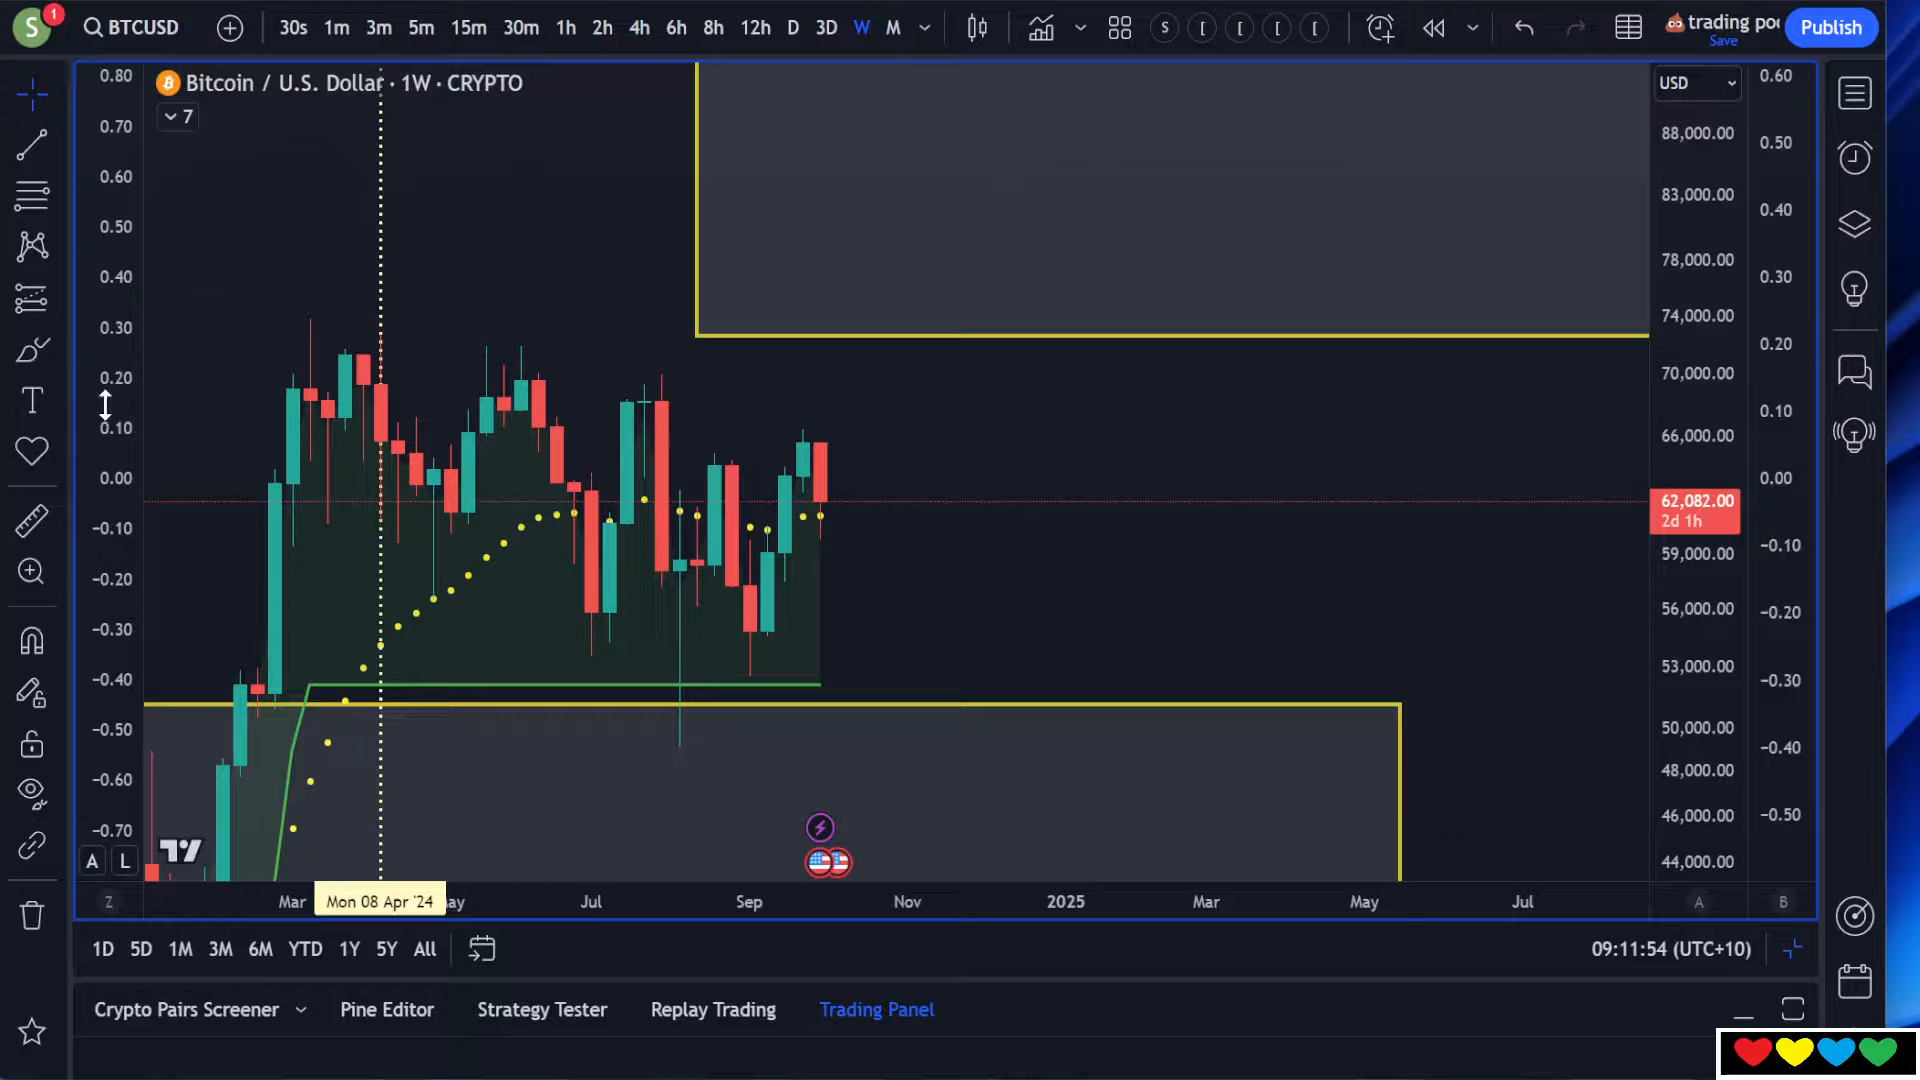 S
1
BTCUSD
30s 1m 3m 5m 15m 30m 1h 2h 4h 6h 8h 12h D 3D W M
S [ [ [ [
💩trading poo
Save
Publish
Bitcoin / U.S. Dollar · 1W · CRYPTO
7
USD
0.80
0.70
0.60
0.50
0.40
0.30
0.20
0.10
0.00
−0.10
−0.20
−0.30
−0.40
−0.50
−0.60
−0.70
88,000.00
83,000.00
78,000.00
74,000.00
70,000.00
66,000.00
62,082.00
2d 1h
59,000.00
56,000.00
53,000.00
50,000.00
48,000.00
46,000.00
44,000.00
0.60
0.50
0.40
0.30
0.20
0.10
0.00
−0.10
−0.20
−0.30
−0.40
−0.50
A L
Z Mar Mon 08 Apr '24 ay Jul Sep Nov 2025 Mar May Jul A B
1D 5D 1M 3M 6M YTD 1Y 5Y All
09:11:54 (UTC+10)
Crypto Pairs Screener Pine Editor Strategy Tester Replay Trading Trading Panel